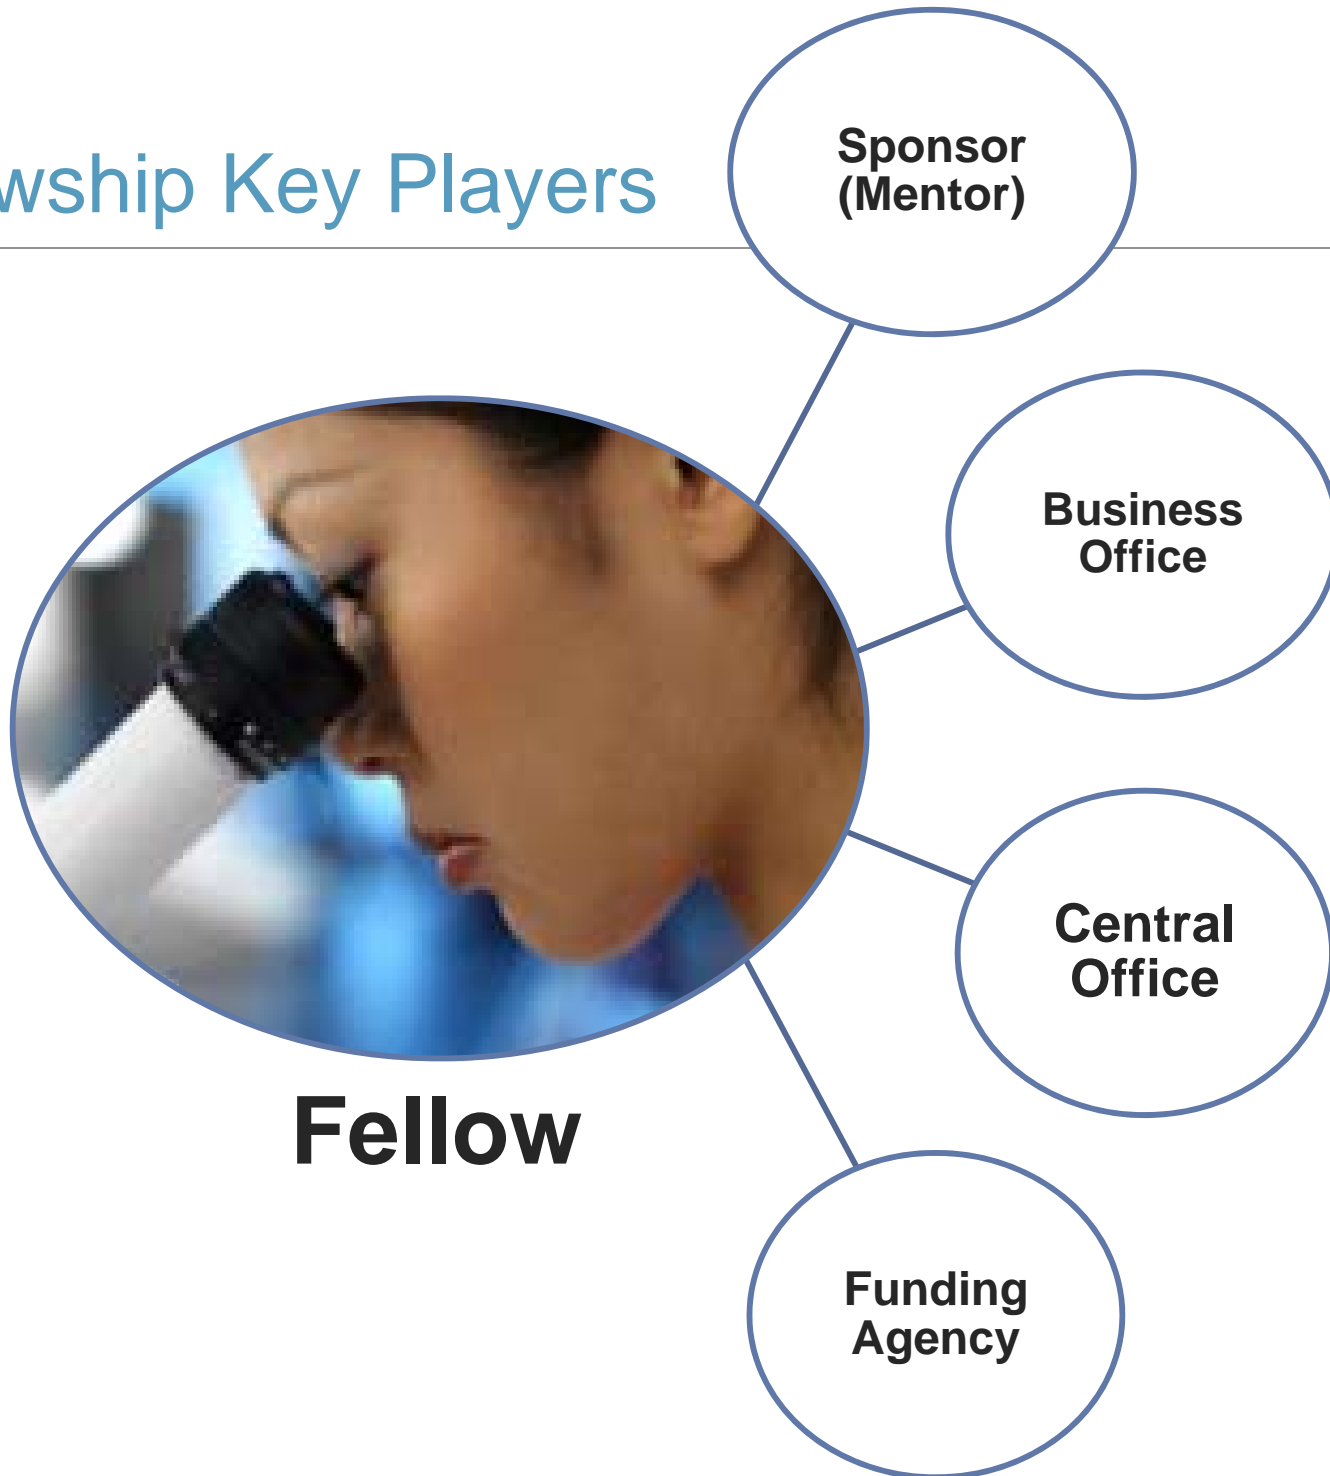 wship Key Players
Sponsor
(Mentor)
Business
Office
Central
Office
Fellow
Funding
Agency